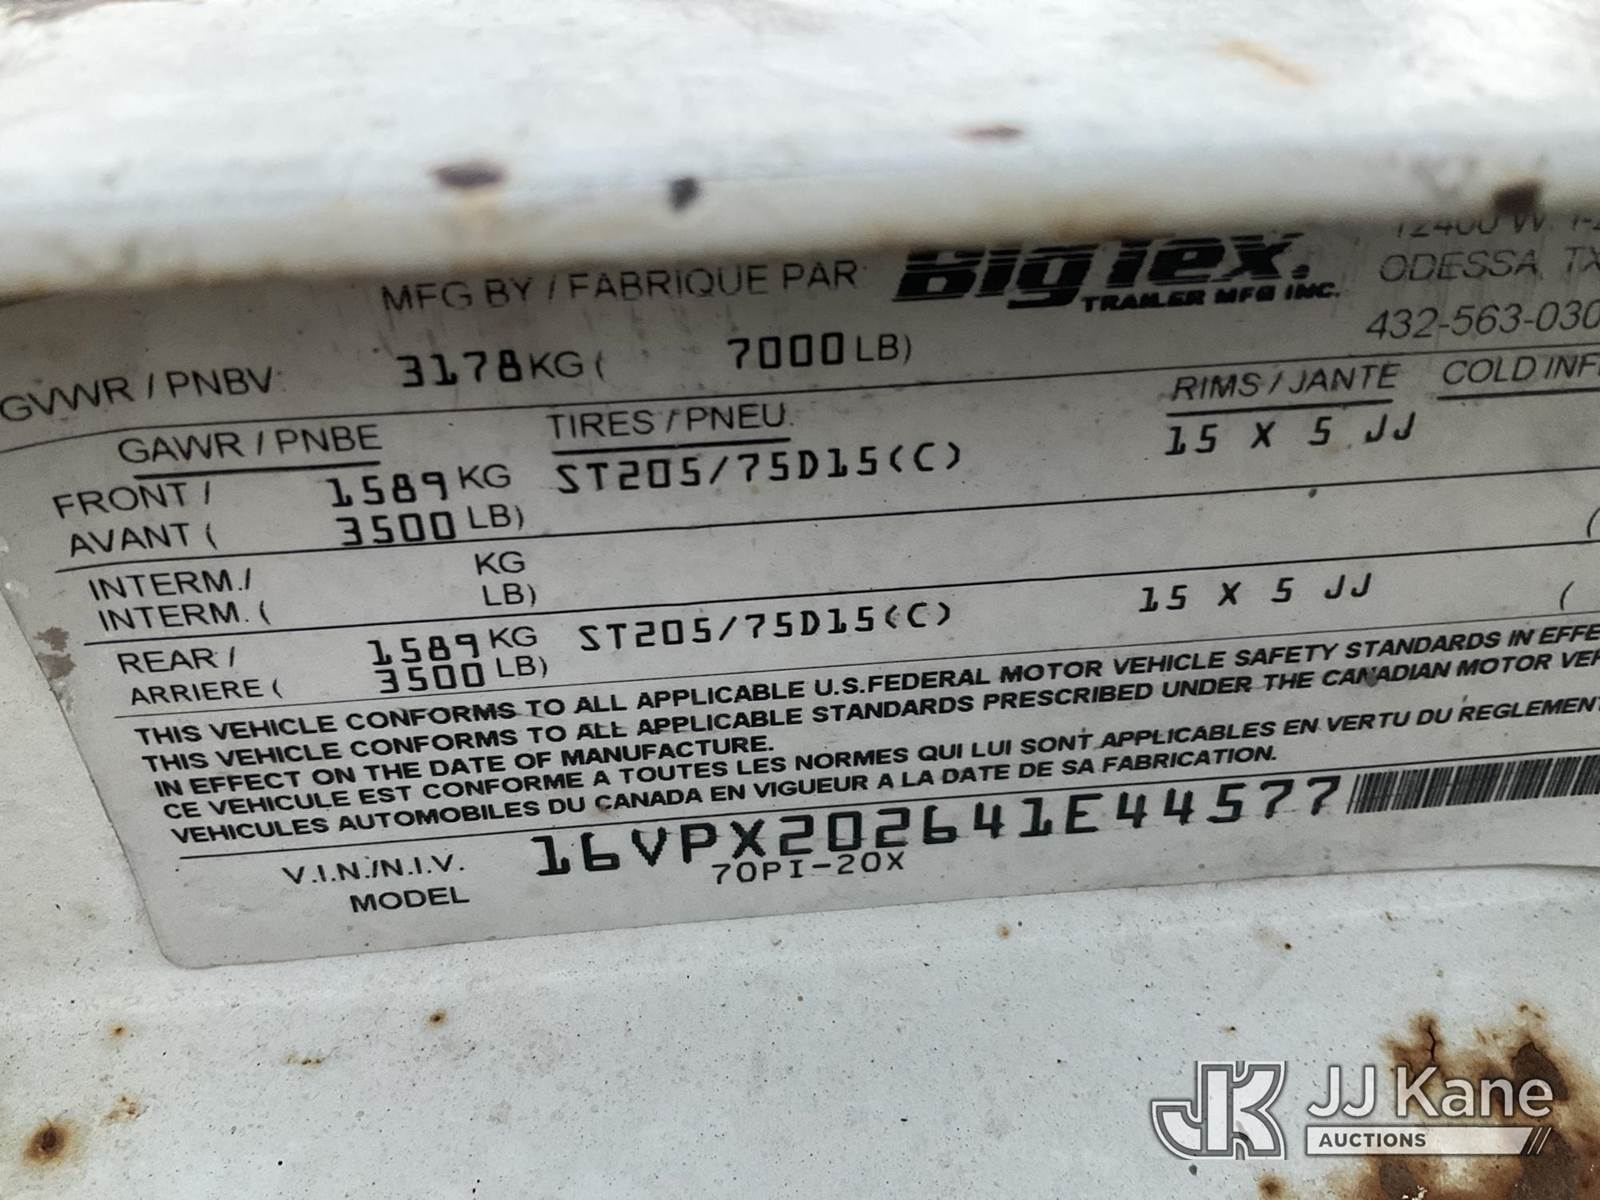 MFG BY / FABRIQUE PAR: Big Tex. TRAILER MFG INC.
12400 W.
ODESSA, TX
432-563-030
GVWR / PNBV: 3178 KG ( 7000 LB)
GAWR / PNBE TIRES / PNEU. RIMS / JANTE COLD INF
FRONT / 1589 KG ST205/75D15(C) 15 X 5 JJ
AVANT ( 3500 LB)
INTERM./ KG
INTERM. ( LB) (
REAR / 1589 KG ST205/75D15(C) 15 X 5 JJ (
ARRIERE ( 3500 LB)
THIS VEHICLE CONFORMS TO ALL APPLICABLE U.S.FEDERAL MOTOR VEHICLE SAFETY STANDARDS IN EFFE
THIS VEHICLE CONFORMS TO ALL APPLICABLE STANDARDS PRESCRIBED UNDER THE CANADIAN MOTOR VEH
IN EFFECT ON THE DATE OF MANUFACTURE.
CE VEHICULE EST CONFORME A TOUTES LES NORMES QUI LUI SONT APPLICABLES EN VERTU DU REGLEMENT
VEHICULES AUTOMOBILES DU CANADA EN VIGUEUR A LA DATE DE SA FABRICATION.
V.I.N./N.I.V. 16VPX202641E44577
MODEL 70PI-20X
JK JJ Kane
AUCTIONS